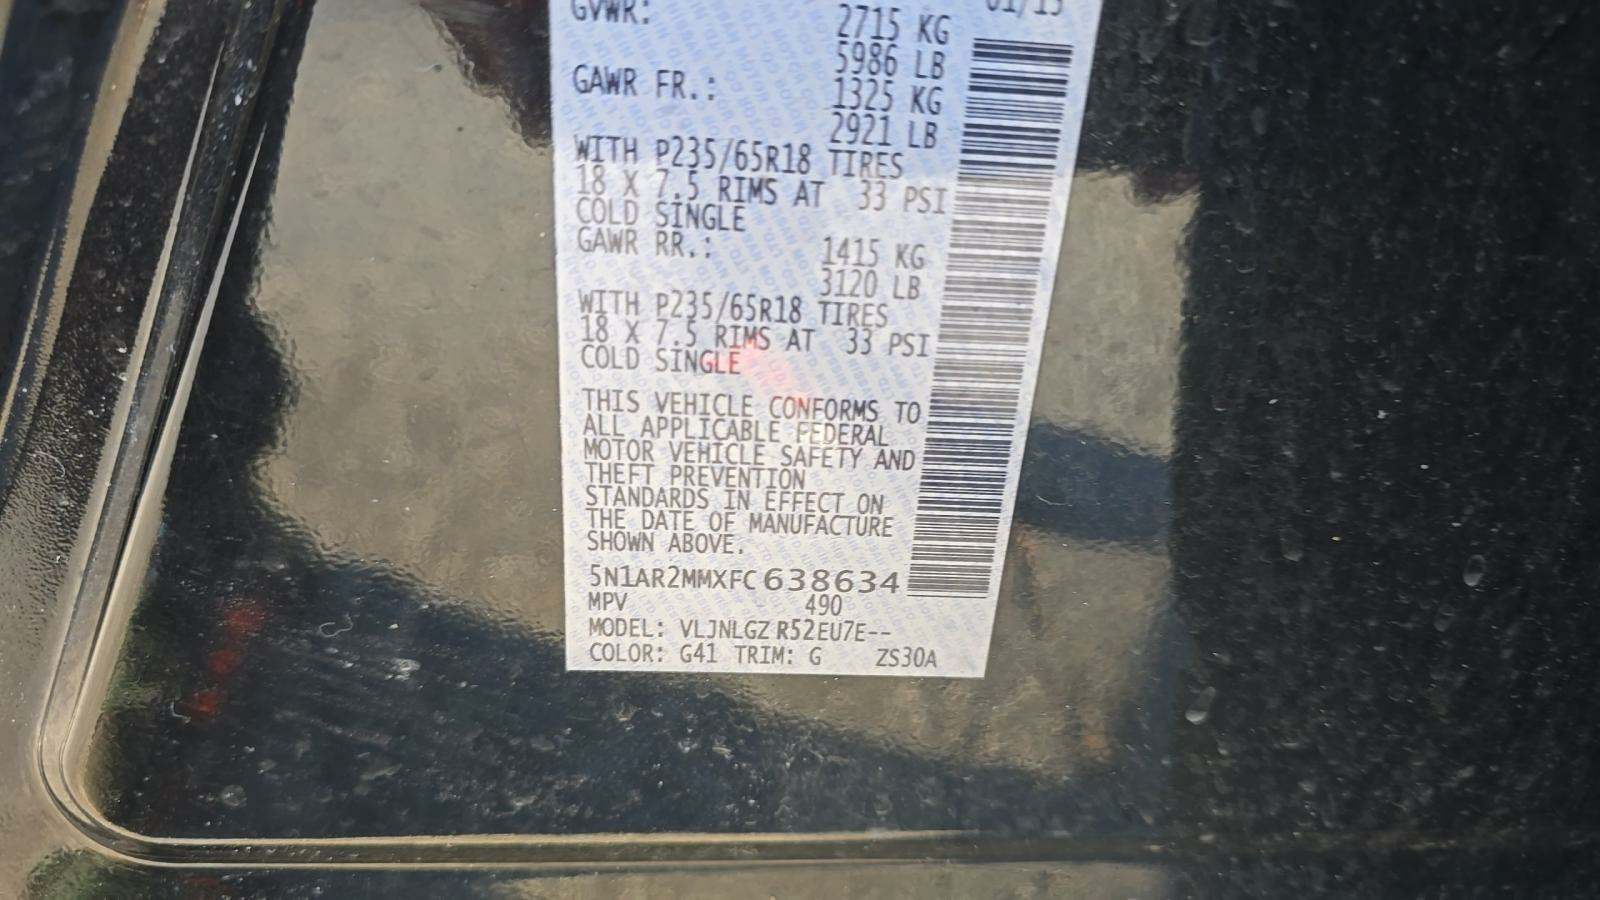 01/15
GVWR: 2715 KG
5986 LB
GAWR FR.: 1325 KG
2921 LB
WITH P235/65R18 TIRES
18 X 7.5 RIMS AT 33 PSI
COLD SINGLE
GAWR RR.: 1415 KG
3120 LB
WITH P235/65R18 TIRES
18 X 7.5 RIMS AT 33 PSI
COLD SINGLE
THIS VEHICLE CONFORMS TO
ALL APPLICABLE FEDERAL
MOTOR VEHICLE SAFETY AND
THEFT PREVENTION
STANDARDS IN EFFECT ON
THE DATE OF MANUFACTURE
SHOWN ABOVE.
5N1AR2MMXFC638634
MPV 490
MODEL: VLJNLGZ R52EU7E--
COLOR: G41 TRIM: G ZS30A